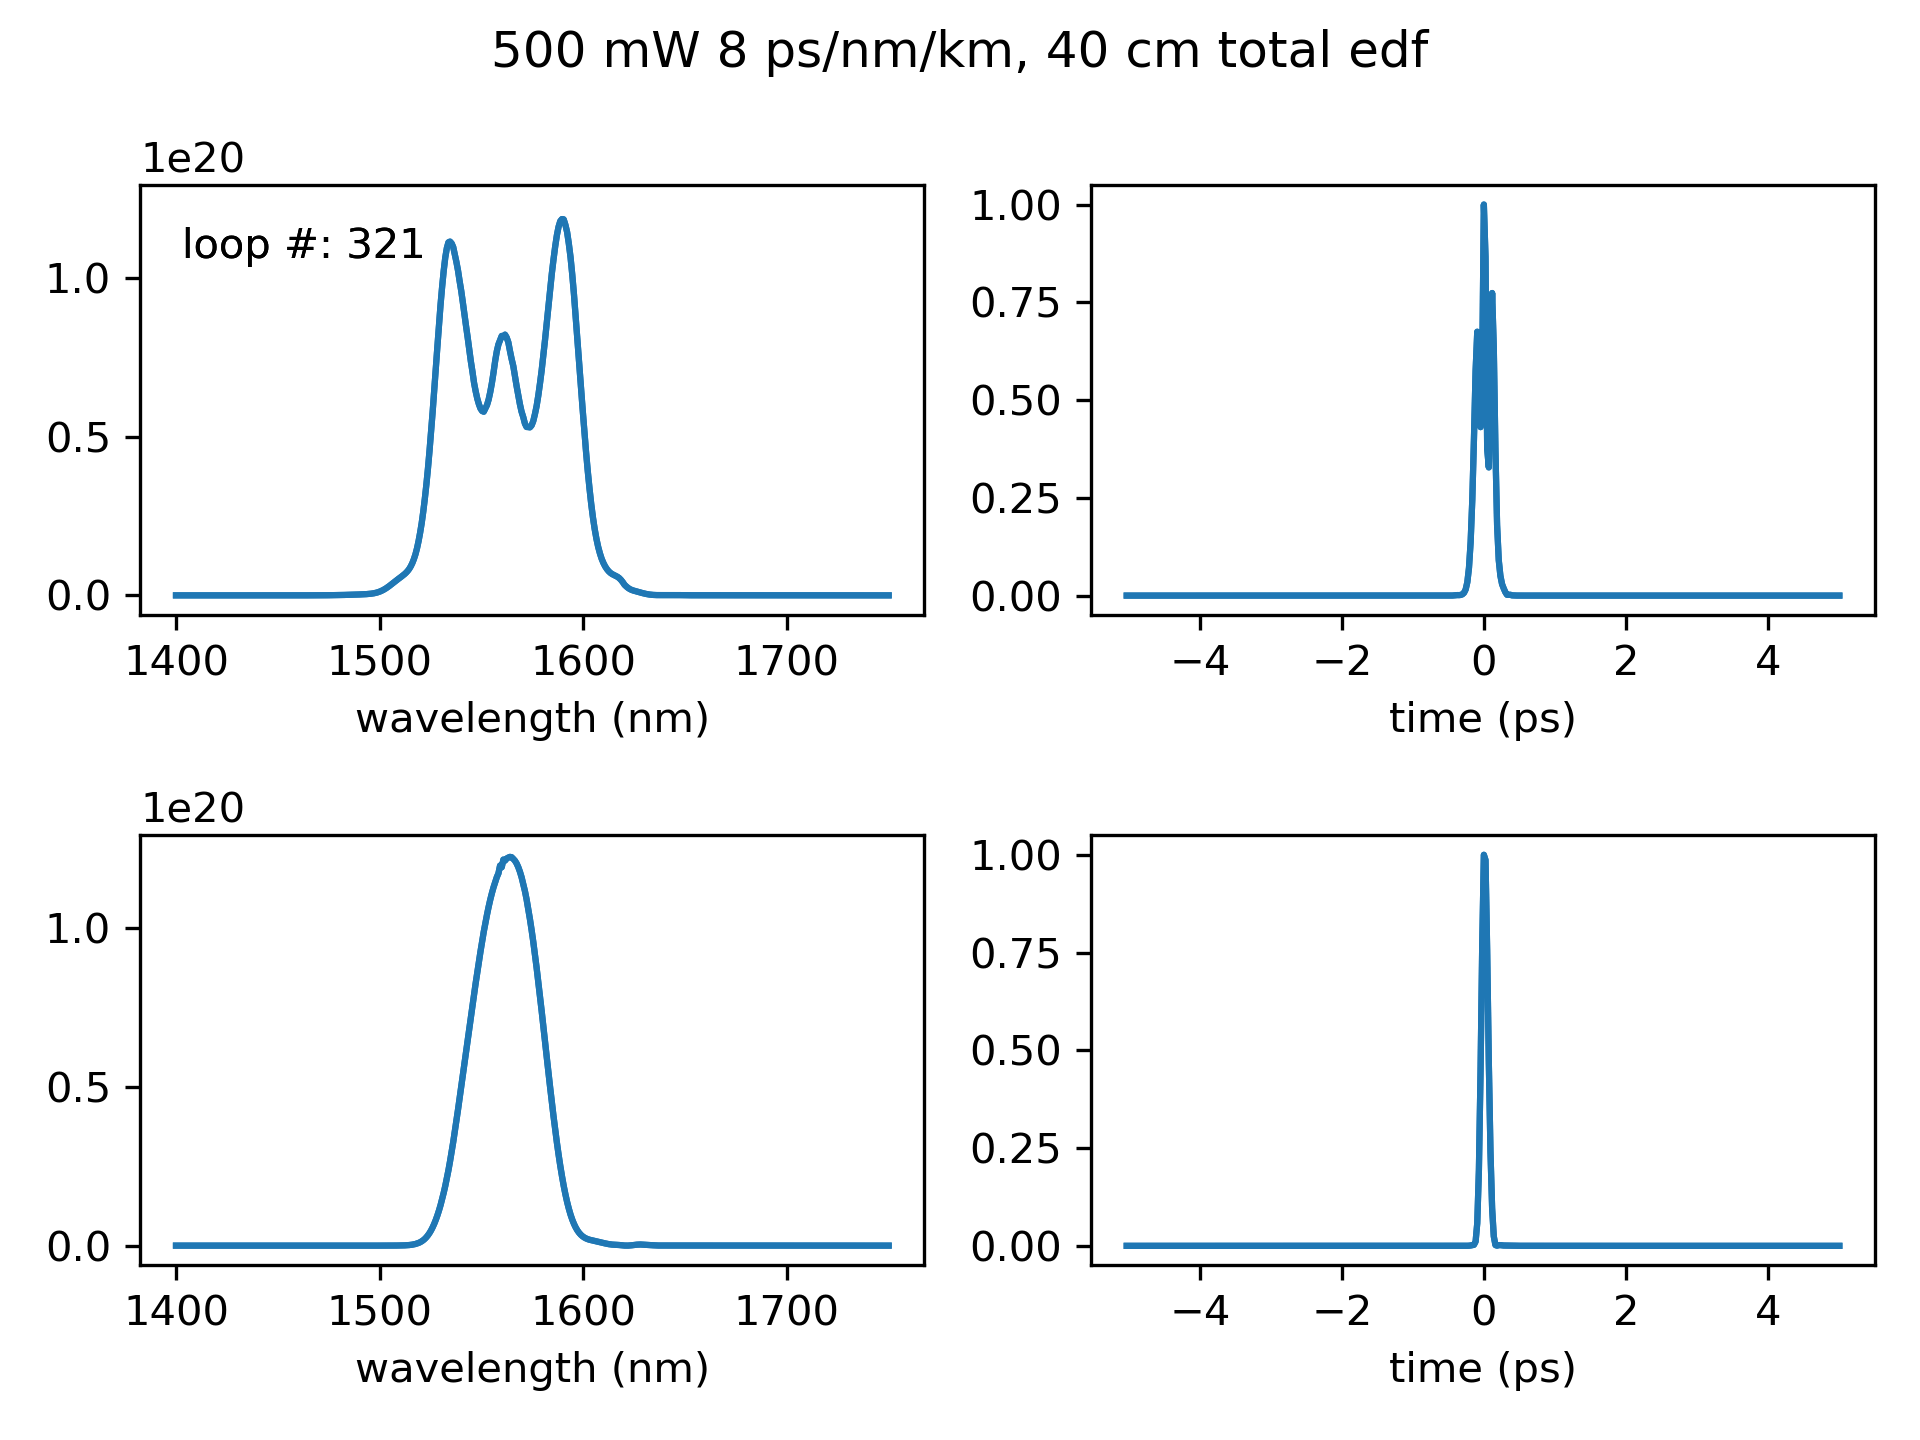 500 mW 8 ps/nm/km, 40 cm total edf
1e20
loop #: 321
1.0
0.5
0.0
1400 1500 1600 1700
wavelength (nm)
1.00
0.75
0.50
0.25
0.00
−4 −2 0 2 4
time (ps)
1e20
1.0
0.5
0.0
1400 1500 1600 1700
wavelength (nm)
1.00
0.75
0.50
0.25
0.00
−4 −2 0 2 4
time (ps)